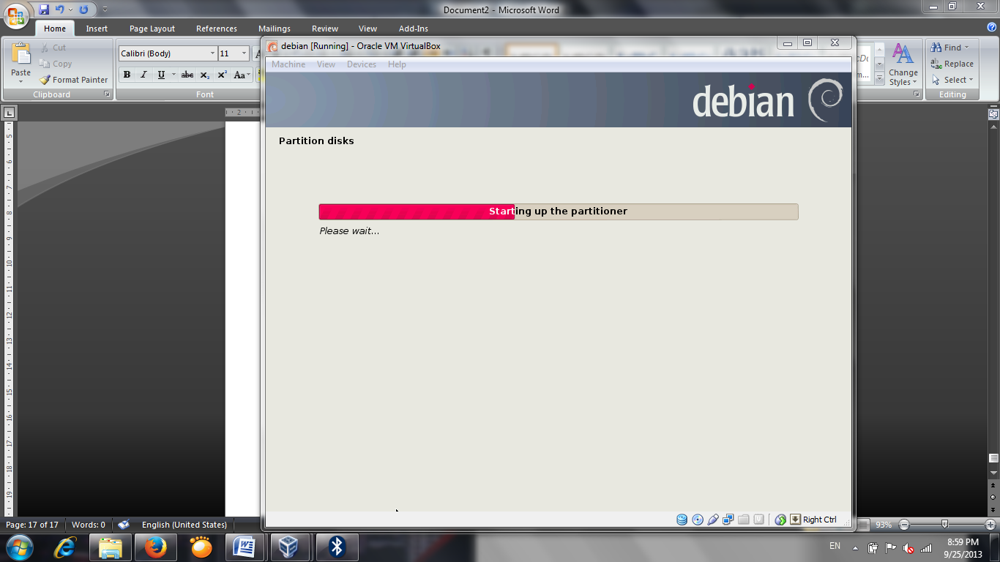 Document2 - Microsoft Word
Home Insert Page Layout References Mailings Review View Add-Ins
Paste
Cut
Copy
Format Painter
Clipboard
Calibri (Body) 11
B I U abc x₂ x² Aa
Font
Change
Styles
Find
Replace
Select
Editing
debian [Running] - Oracle VM VirtualBox
Machine View Devices Help
debian
Partition disks
Starting up the partitioner
Please wait...
Right Ctrl
Page: 17 of 17 Words: 0 English (United States) 93%
EN
8:59 PM
9/25/2013